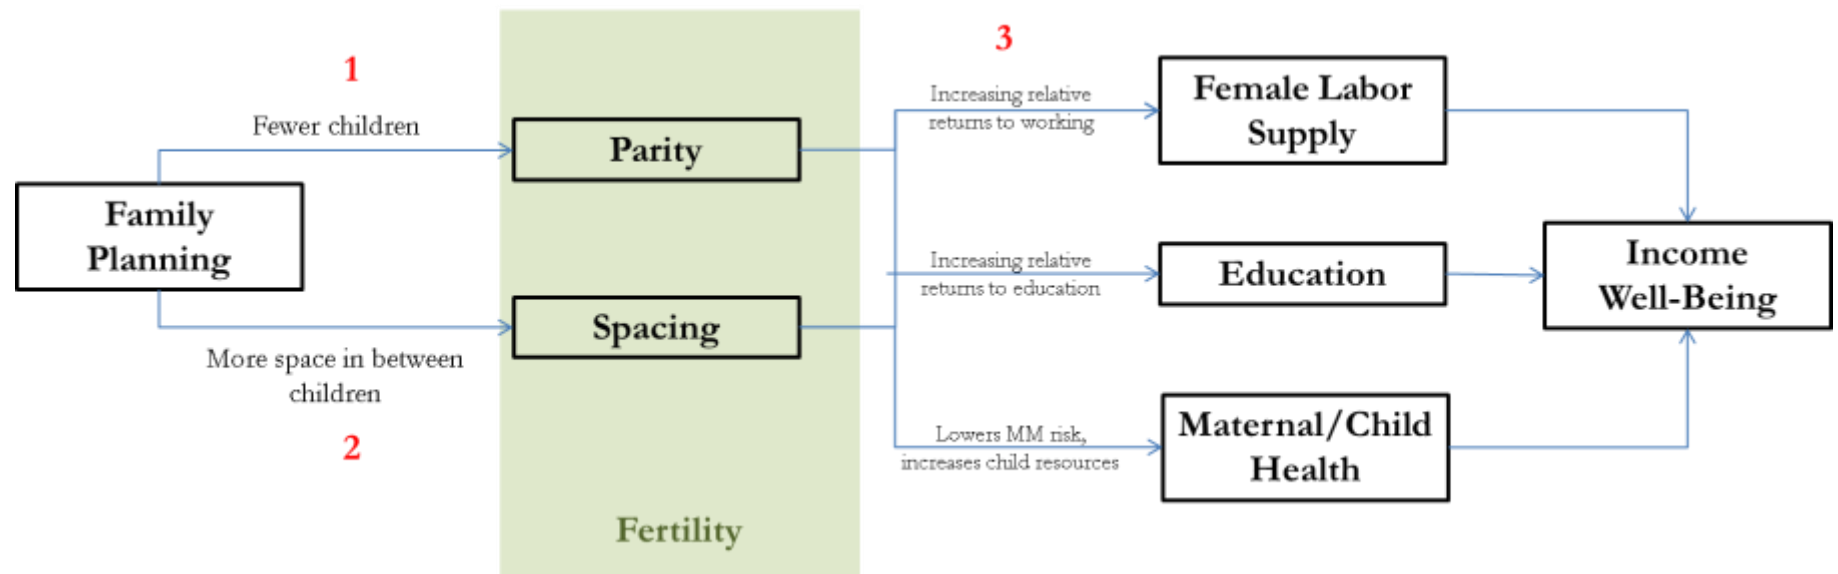 1
Fewer children
Family
Planning
More space in between
children
2
Parity
Spacing
Fertility
3
Increasing relative
returns to working
Increasing relative
returns to education
Lowers MM risk,
increases child resources
Female Labor
Supply
Education
Maternal/Child
Health
Income
Well-Being